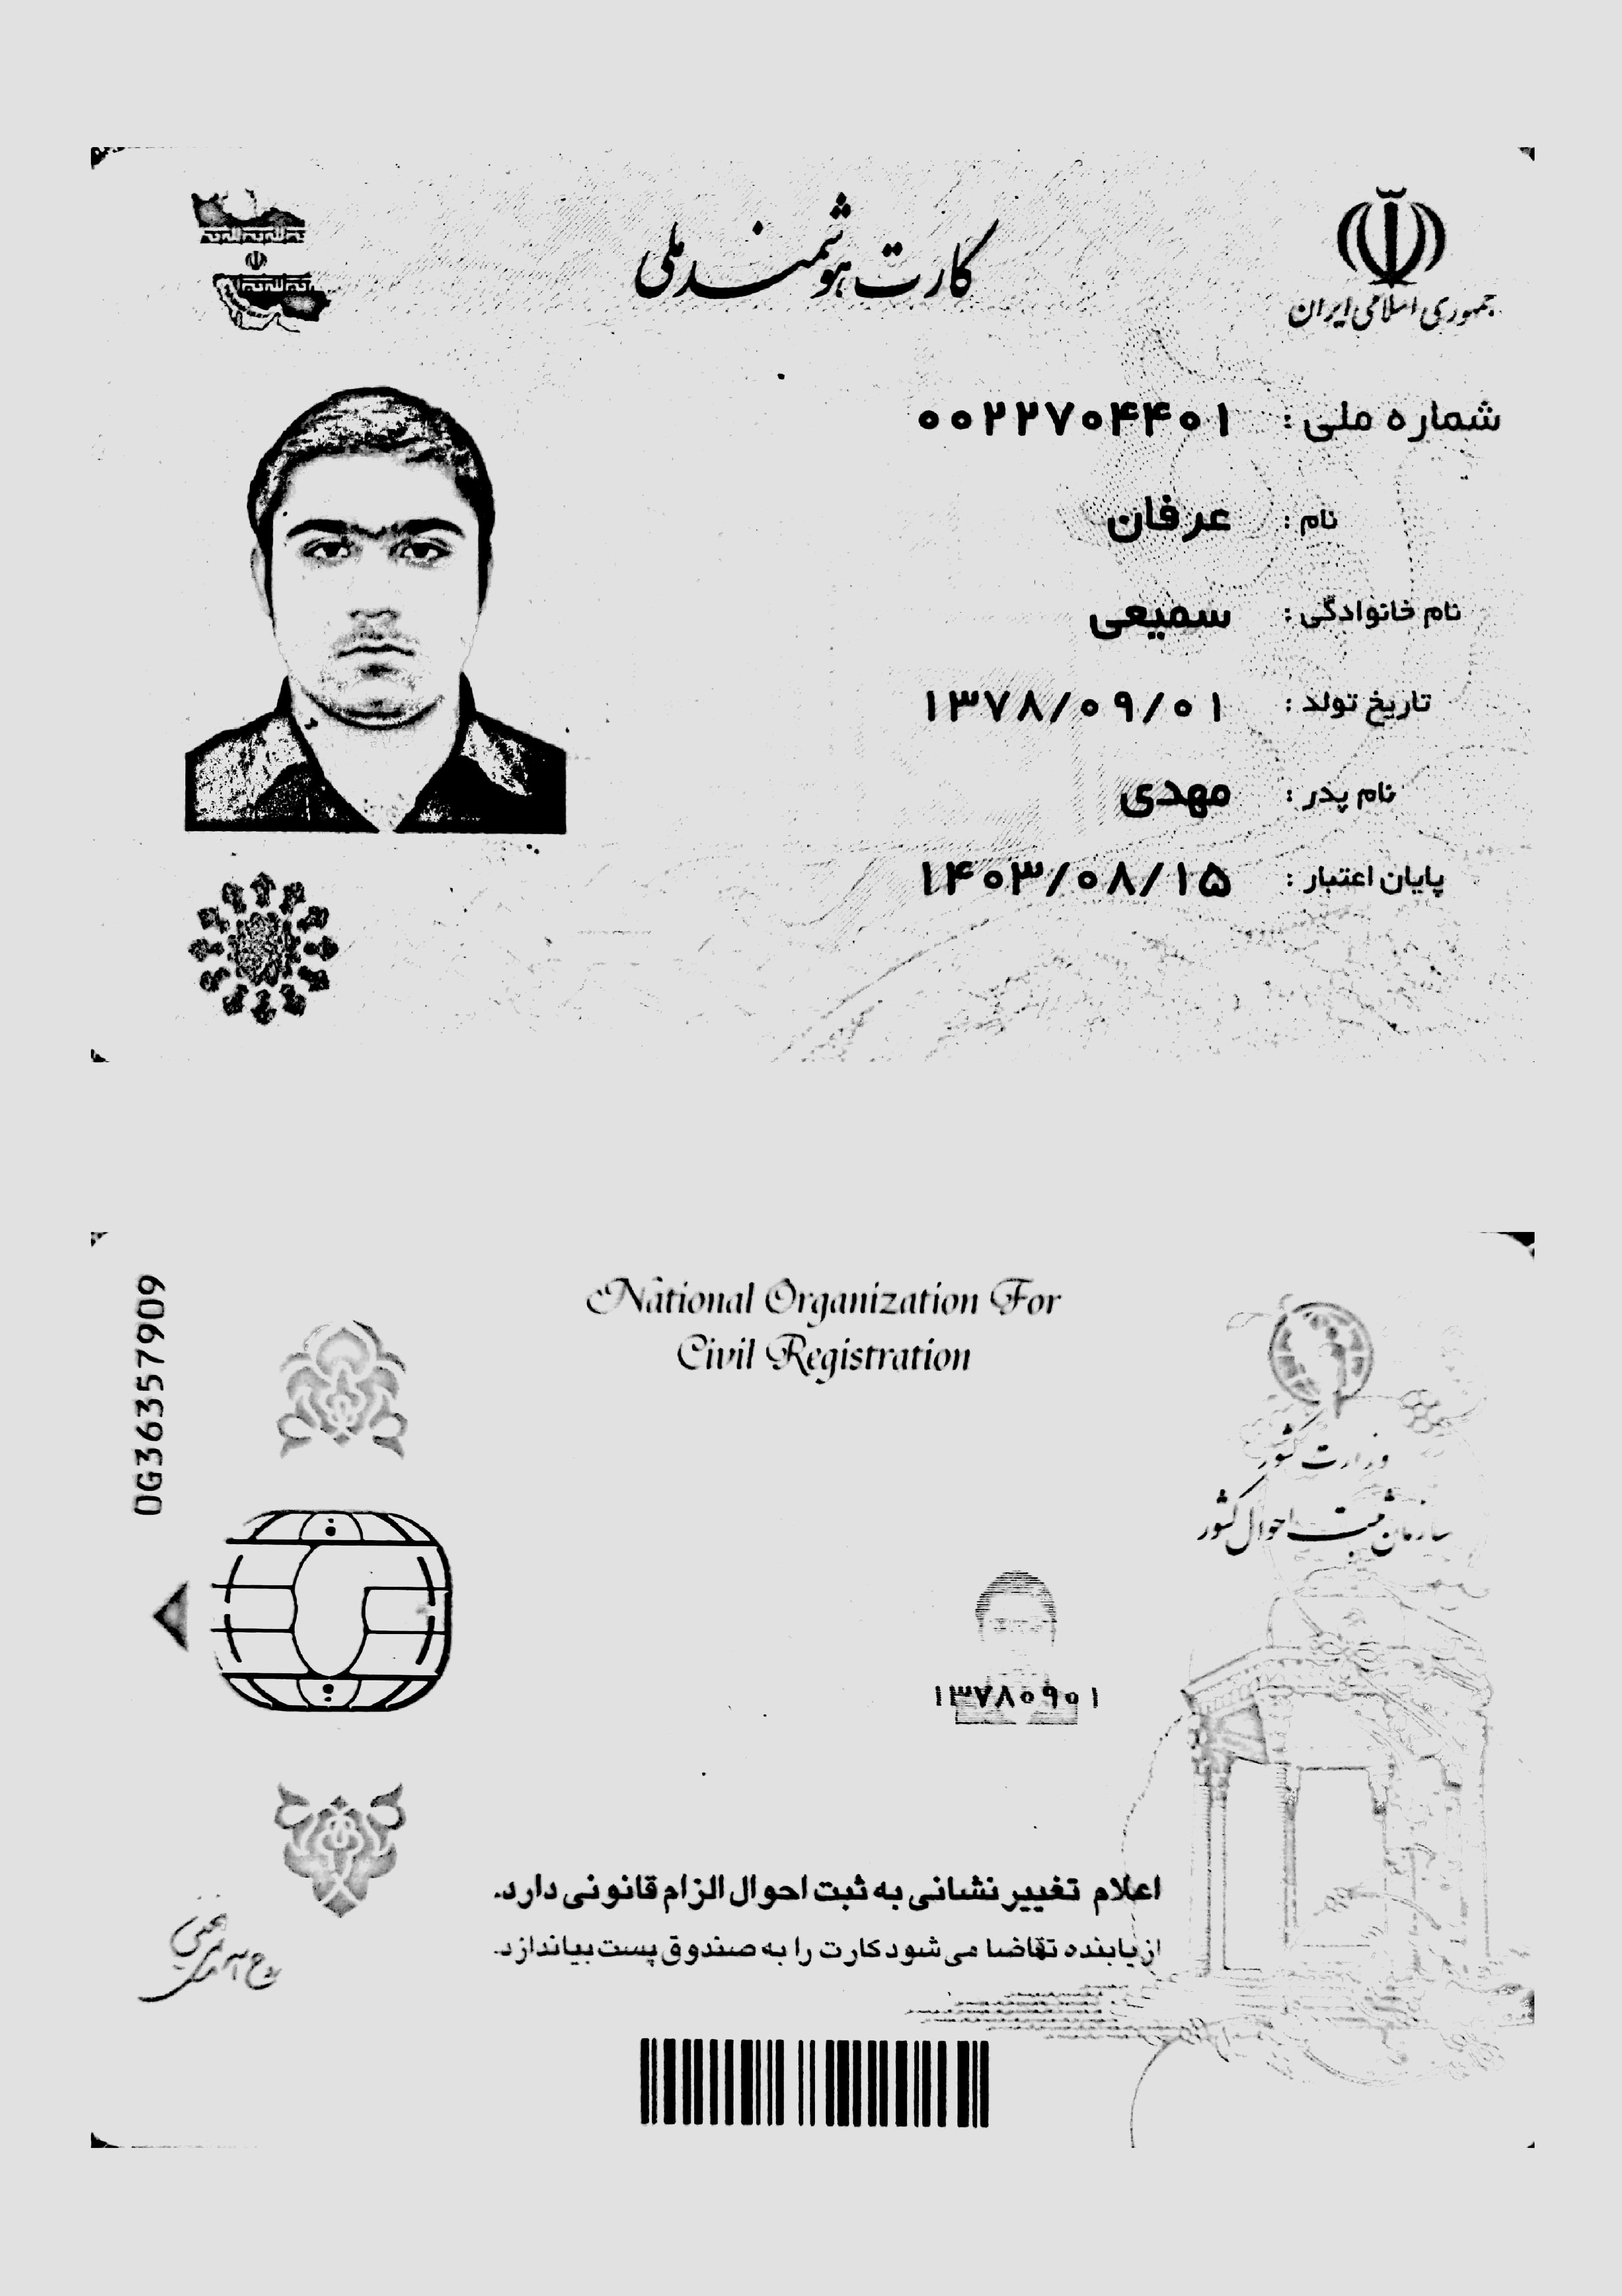 کارت هوشمند ملی
جمهوری اسلامی ایران
شماره ملی : ۰۰۲۲۷۰۴۴۰۱
نام : عرفان
نام خانوادگی : سمیعی
تاریخ تولد : ۱۳۷۸/۰۹/۰۱
نام پدر : مهدی
پایان اعتبار : ۱۴۰۳/۰۸/۱۵
0G36357909
National Organization For
Civil Registration
وزارت کشور
سازمان ثبت احوال کشور
۱۳۷۸۰۹۰۱
اعلام تغییر نشانی به ثبت احوال الزام قانونی دارد.
از یابنده تقاضا می شود کارت را به صندوق پست بیاندازد.